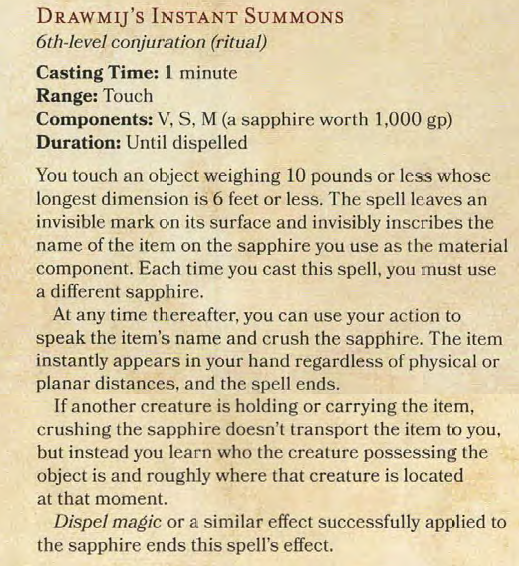 DRAWMIJ'S INSTANT SUMMONS
6th-level conjuration (ritual)
Casting Time: 1 minute
Range: Touch
Components: V, S, M (a sapphire worth 1,000 gp)
Duration: Until dispelled
You touch an object weighing 10 pounds or less whose
longest dimension is 6 feet or less. The spell leaves an
invisible mark on its surface and invisibly inscribes the
name of the item on the sapphire you use as the material
component. Each time you cast this spell, you must use
a different sapphire.
At any time thereafter, you can use your action to
speak the item's name and crush the sapphire. The item
instantly appears in your hand regardless of physical or
planar distances, and the spell ends.
If another creature is holding or carrying the item,
crushing the sapphire doesn't transport the item to you,
but instead you learn who the creature possessing the
object is and roughly where that creature is located
at that moment.
Dispel magic or a similar effect successfully applied to
the sapphire ends this spell's effect.